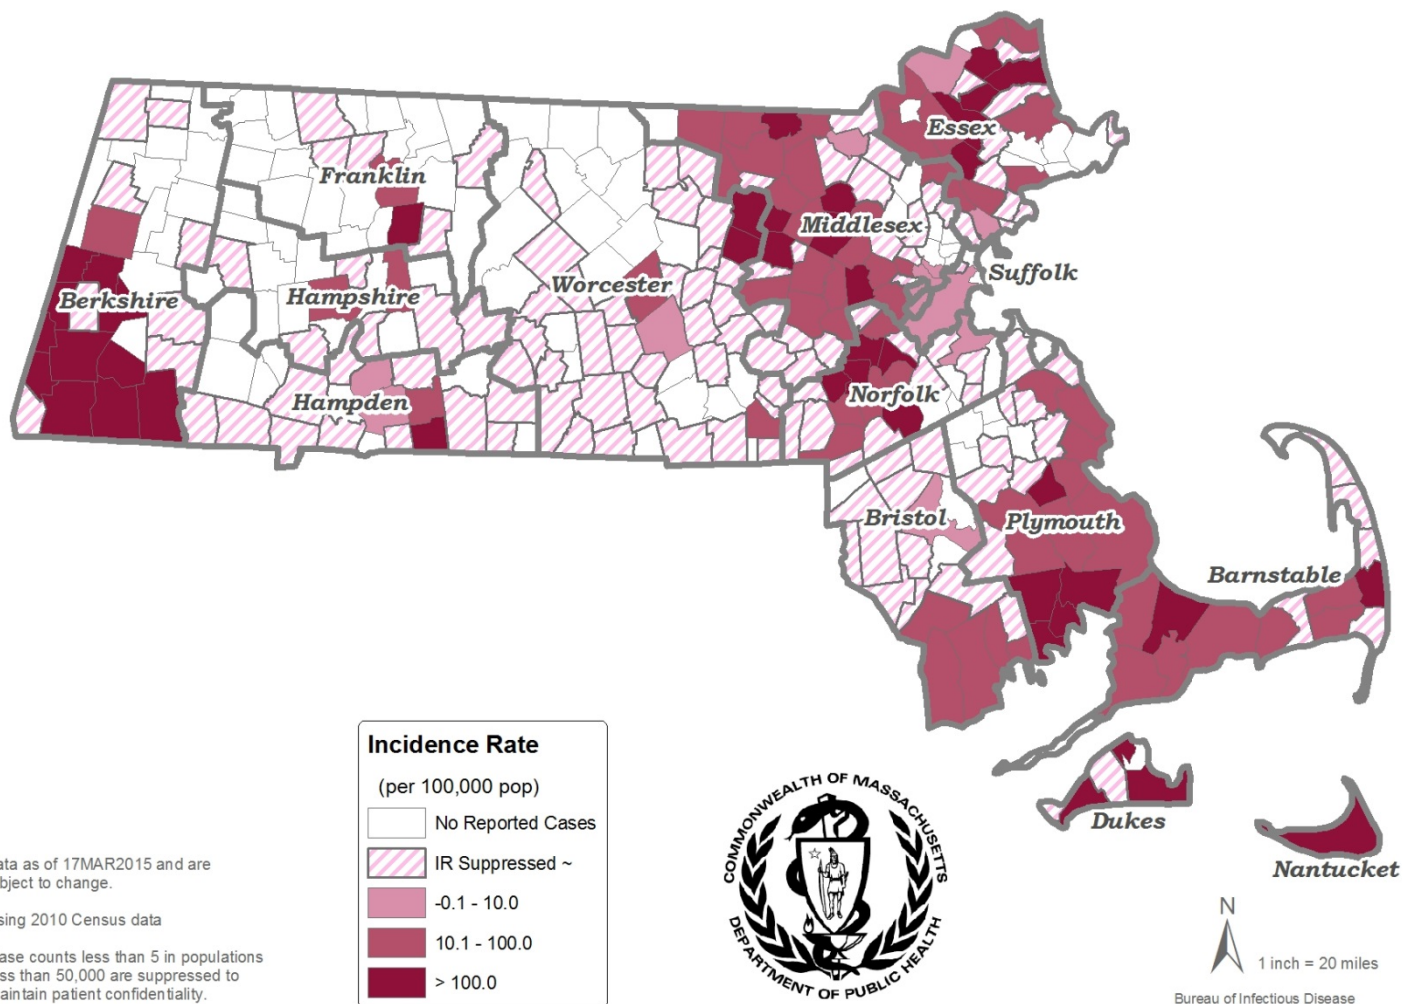 Essex
Franklin
Middlesex
Suffolk
Worcester
Berkshire
Hampshire
Hampden
Norfolk
Bristol
Plymouth
Barnstable
Dukes
Nantucket
Incidence Rate
(per 100,000 pop)
No Reported Cases
IR Suppressed ~
-0.1 - 10.0
10.1 - 100.0
> 100.0
ata as of 17MAR2015 and are
bject to change.
sing 2010 Census data
ase counts less than 5 in populations
ss than 50,000 are suppressed to
aintain patient confidentiality.
COMMONWEALTH OF MASSACHUSETTS
DEPARTMENT OF PUBLIC HEALTH
N
1 inch = 20 miles
Bureau of Infectious Disease